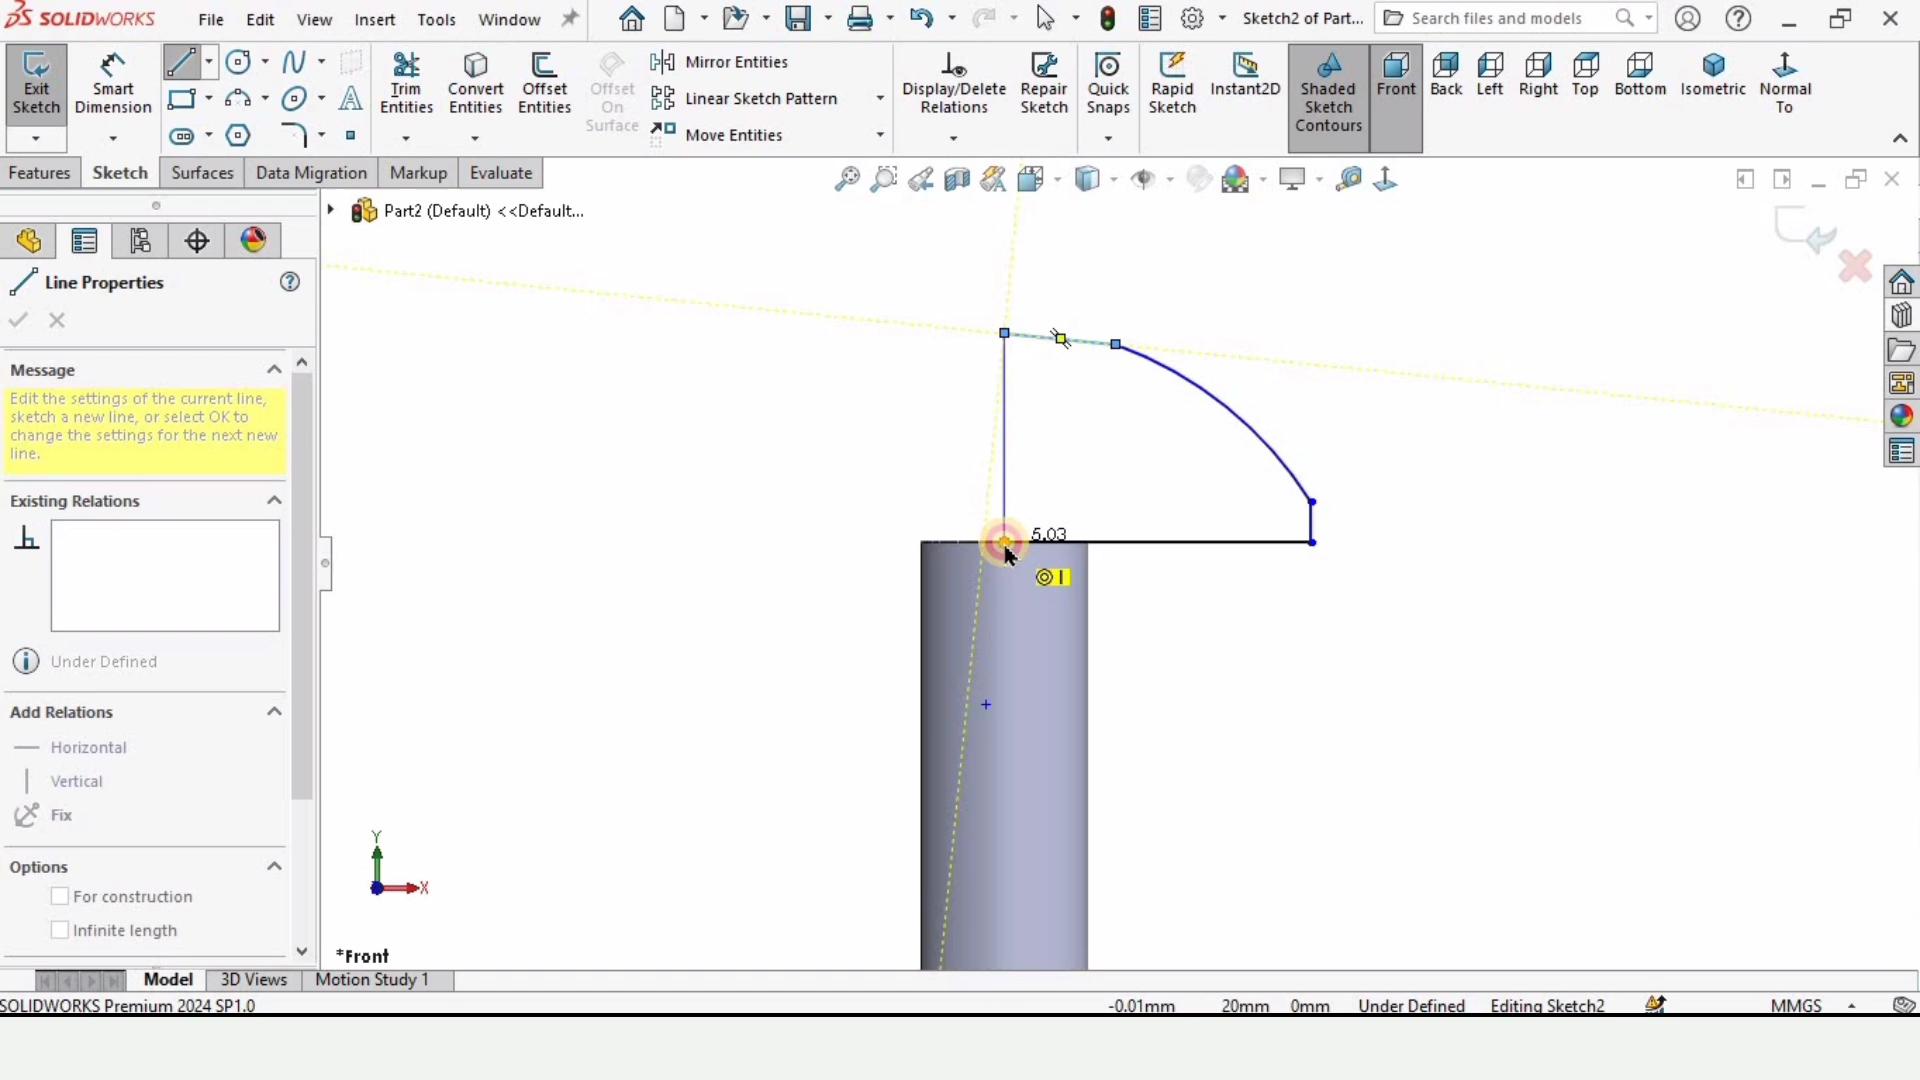 SOLIDWORKS File Edit View Insert Tools Window Sketch2 of Part... Search files and models
Exit Sketch
Smart Dimension
Trim Entities
Convert Entities
Offset Entities
Offset On Surface
Mirror Entities
Linear Sketch Pattern
Move Entities
Display/Delete Relations
Repair Sketch
Quick Snaps
Rapid Sketch
Instant2D
Shaded Sketch Contours
Front Back Left Right Top Bottom Isometric
Normal To
Features Sketch Surfaces Data Migration Markup Evaluate
Part2 (Default) <<Default...
Line Properties
Message
Edit the settings of the current line,
sketch a new line, or select OK to
change the settings for the next new
line.
Existing Relations
Under Defined
Add Relations
Horizontal
Vertical
Fix
Options
For construction
Infinite length
5.03
Y
X
*Front
Model 3D Views Motion Study 1
SOLIDWORKS Premium 2024 SP1.0 -0.01mm 20mm 0mm Under Defined Editing Sketch2 MMGS